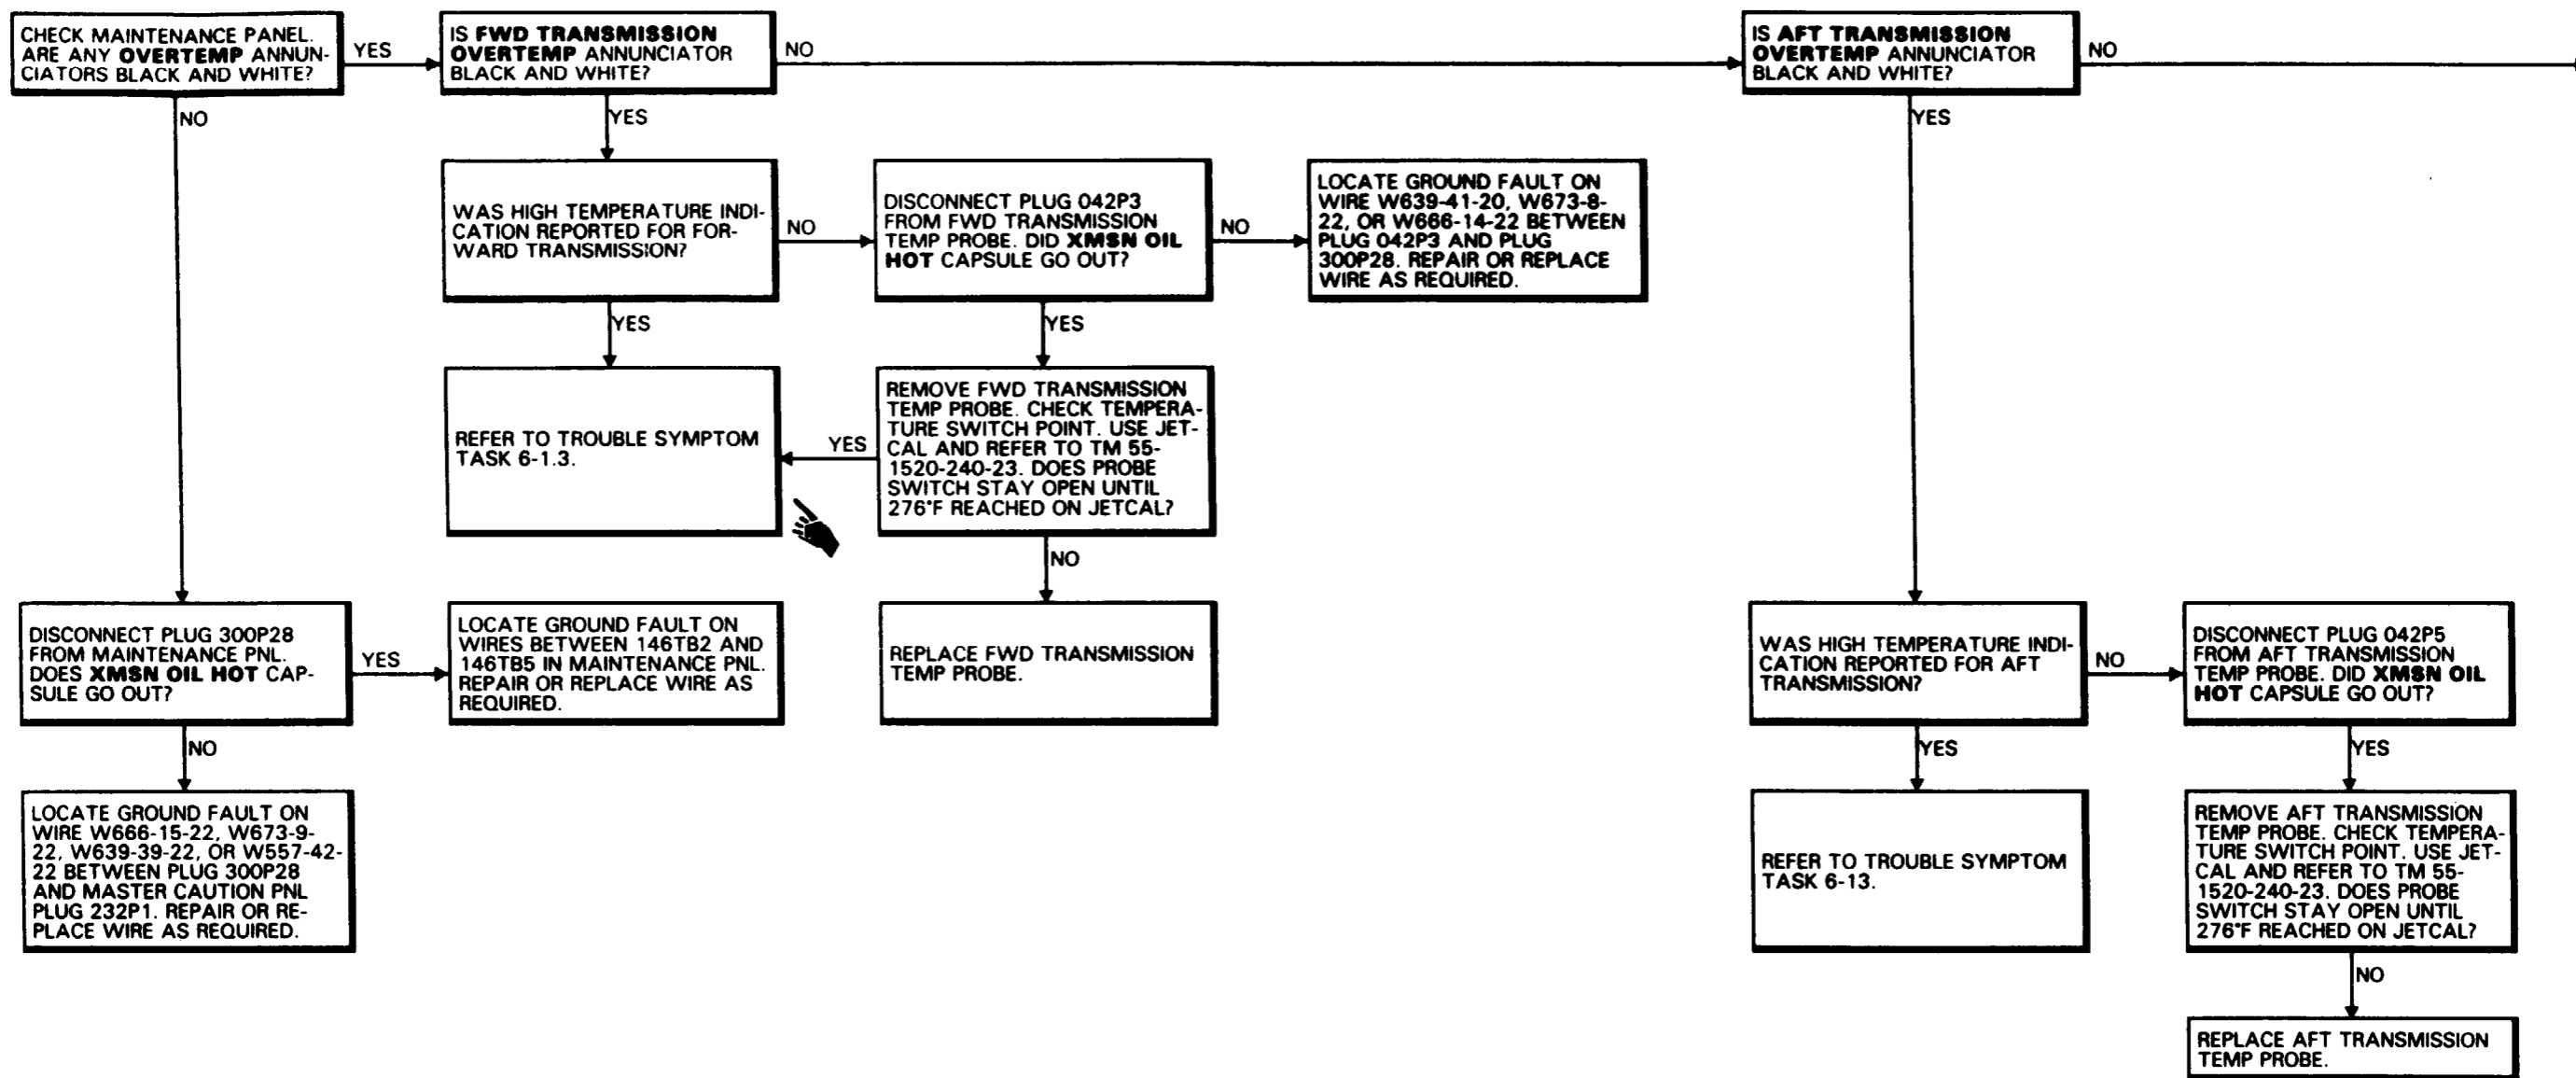 CHECK MAINTENANCE PANEL.
ARE ANY OVERTEMP ANNUN-
CIATORS BLACK AND WHITE?
YES
NO
IS FWD TRANSMISSION
OVERTEMP ANNUNCIATOR
BLACK AND WHITE?
NO
YES
IS AFT TRANSMISSION
OVERTEMP ANNUNCIATOR
BLACK AND WHITE?
NO
YES
WAS HIGH TEMPERATURE INDI-
CATION REPORTED FOR FOR-
WARD TRANSMISSION?
NO
YES
DISCONNECT PLUG 042P3
FROM FWD TRANSMISSION
TEMP PROBE. DID XMSN OIL
HOT CAPSULE GO OUT?
NO
YES
LOCATE GROUND FAULT ON
WIRE W639-41-20, W673-8-
22, OR W666-14-22 BETWEEN
PLUG 042P3 AND PLUG
300P28. REPAIR OR REPLACE
WIRE AS REQUIRED.
REFER TO TROUBLE SYMPTOM
TASK 6-1.3.
YES
REMOVE FWD TRANSMISSION
TEMP PROBE. CHECK TEMPERA-
TURE SWITCH POINT. USE JET-
CAL AND REFER TO TM 55-
1520-240-23. DOES PROBE
SWITCH STAY OPEN UNTIL
276°F REACHED ON JETCAL?
NO
DISCONNECT PLUG 300P28
FROM MAINTENANCE PNL.
DOES XMSN OIL HOT CAP-
SULE GO OUT?
YES
NO
LOCATE GROUND FAULT ON
WIRES BETWEEN 146TB2 AND
146TB5 IN MAINTENANCE PNL.
REPAIR OR REPLACE WIRE AS
REQUIRED.
REPLACE FWD TRANSMISSION
TEMP PROBE.
WAS HIGH TEMPERATURE INDI-
CATION REPORTED FOR AFT
TRANSMISSION?
NO
YES
DISCONNECT PLUG 042P5
FROM AFT TRANSMISSION
TEMP PROBE. DID XMSN OIL
HOT CAPSULE GO OUT?
YES
LOCATE GROUND FAULT ON
WIRE W666-15-22, W673-9-
22, W639-39-22, OR W557-42-
22 BETWEEN PLUG 300P28
AND MASTER CAUTION PNL
PLUG 232P1. REPAIR OR RE-
PLACE WIRE AS REQUIRED.
REFER TO TROUBLE SYMPTOM
TASK 6-13.
REMOVE AFT TRANSMISSION
TEMP PROBE. CHECK TEMPERA-
TURE SWITCH POINT. USE JET-
CAL AND REFER TO TM 55-
1520-240-23. DOES PROBE
SWITCH STAY OPEN UNTIL
276°F REACHED ON JETCAL?
NO
REPLACE AFT TRANSMISSION
TEMP PROBE.